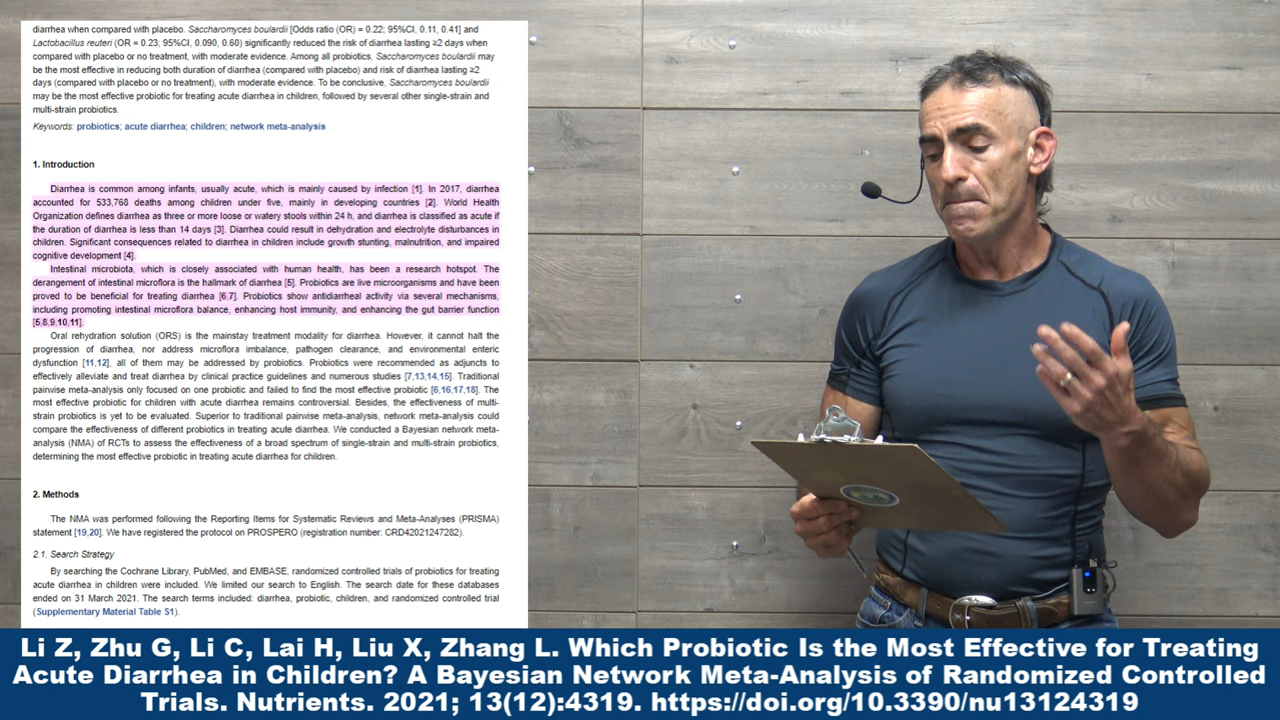 diarrhea when compared with placebo. Saccharomyces boulardii [Odds ratio (OR) = 0.22; 95%CI, 0.11, 0.41] and
Lactobacillus reuteri (OR = 0.23; 95%CI, 0.090, 0.60) significantly reduced the risk of diarrhea lasting ≥2 days when
compared with placebo or no treatment, with moderate evidence. Among all probiotics, Saccharomyces boulardii may
be the most effective in reducing both duration of diarrhea (compared with placebo) and risk of diarrhea lasting ≥2
days (compared with placebo or no treatment), with moderate evidence. To be conclusive, Saccharomyces boulardii
may be the most effective probiotic for treating acute diarrhea in children, followed by several other single-strain and
multi-strain probiotics.
Keywords: probiotics; acute diarrhea; children; network meta-analysis
1. Introduction
Diarrhea is common among infants, usually acute, which is mainly caused by infection [1]. In 2017, diarrhea
accounted for 533,768 deaths among children under five, mainly in developing countries [2]. World Health
Organization defines diarrhea as three or more loose or watery stools within 24 h, and diarrhea is classified as acute if
the duration of diarrhea is less than 14 days [3]. Diarrhea could result in dehydration and electrolyte disturbances in
children. Significant consequences related to diarrhea in children include growth stunting, malnutrition, and impaired
cognitive development [4].
Intestinal microbiota, which is closely associated with human health, has been a research hotspot. The
derangement of intestinal microflora is the hallmark of diarrhea [5]. Probiotics are live microorganisms and have been
proved to be beneficial for treating diarrhea [6,7]. Probiotics show antidiarrheal activity via several mechanisms,
including promoting intestinal microflora balance, enhancing host immunity, and enhancing the gut barrier function
[5,8,9,10,11].
Oral rehydration solution (ORS) is the mainstay treatment modality for diarrhea. However, it cannot halt the
progression of diarrhea, nor address microflora imbalance, pathogen clearance, and environmental enteric
dysfunction [11,12], all of them may be addressed by probiotics. Probiotics were recommended as adjuncts to
effectively alleviate and treat diarrhea by clinical practice guidelines and numerous studies [7,13,14,15]. Traditional
pairwise meta-analysis only focused on one probiotic and failed to find the most effective probiotic [6,16,17,18]. The
most effective probiotic for children with acute diarrhea remains controversial. Besides, the effectiveness of multi-
strain probiotics is yet to be evaluated. Superior to traditional pairwise meta-analysis, network meta-analysis could
compare the effectiveness of different probiotics in treating acute diarrhea. We conducted a Bayesian network meta-
analysis (NMA) of RCTs to assess the effectiveness of a broad spectrum of single-strain and multi-strain probiotics,
determining the most effective probiotic in treating acute diarrhea for children.
2. Methods
The NMA was performed following the Reporting Items for Systematic Reviews and Meta-Analyses (PRISMA)
statement [19,20]. We have registered the protocol on PROSPERO (registration number: CRD42021247282).
2.1. Search Strategy
By searching the Cochrane Library, PubMed, and EMBASE, randomized controlled trials of probiotics for treating
acute diarrhea in children were included. We limited our search to English. The search date for these databases
ended on 31 March 2021. The search terms included: diarrhea, probiotic, children, and randomized controlled trial
(Supplementary Material Table S1).
Li Z, Zhu G, Li C, Lai H, Liu X, Zhang L. Which Probiotic Is the Most Effective for Treating
Acute Diarrhea in Children? A Bayesian Network Meta-Analysis of Randomized Controlled
Trials. Nutrients. 2021; 13(12):4319. https://doi.org/10.3390/nu13124319